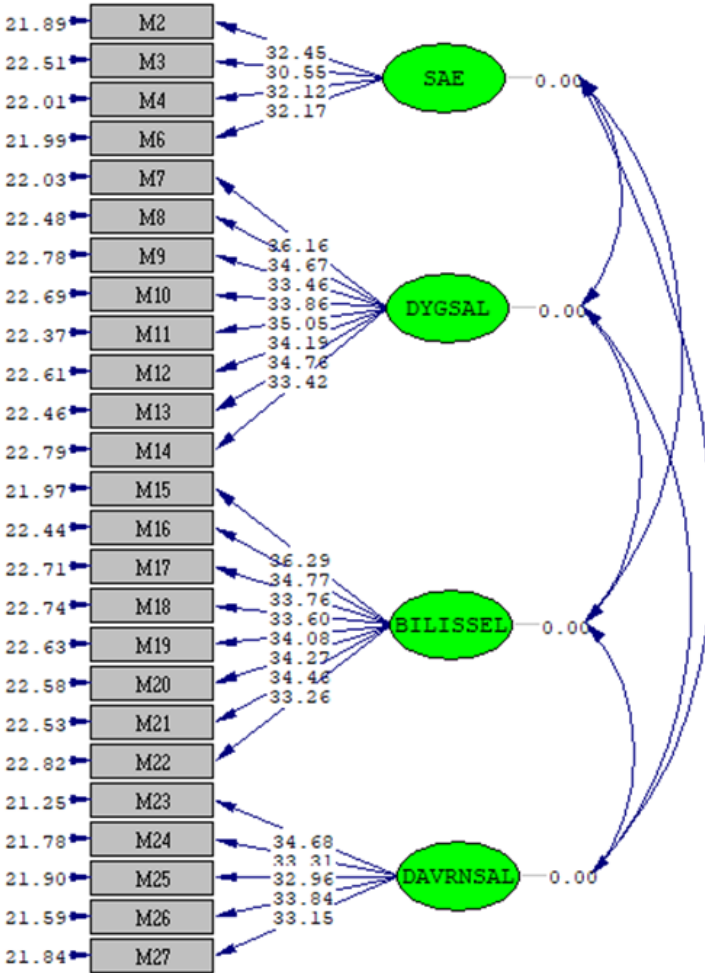 21.89 M2
22.51 M3
22.01 M4
21.99 M6
32.45
30.55
32.12
32.17
SAE 0.00
22.03 M7
22.48 M8
22.78 M9
22.69 M10
22.37 M11
22.61 M12
22.46 M13
22.79 M14
36.16
34.67
33.46
33.86
35.05
34.19
34.76
33.42
DYGSAL 0.00
21.97 M15
22.44 M16
22.71 M17
22.74 M18
22.63 M19
22.58 M20
22.53 M21
22.82 M22
36.29
34.77
33.76
33.60
34.08
34.27
34.46
33.26
BILISSEL 0.00
21.25 M23
21.78 M24
21.90 M25
21.59 M26
21.84 M27
34.68
33.31
32.96
33.84
33.15
DAVRNSAL 0.00